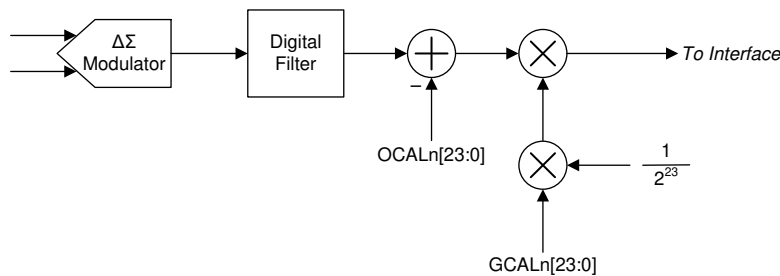 ΔΣ
Modulator
Digital
Filter
To Interface
−
OCALn[23:0]
1
2²³
GCALn[23:0]